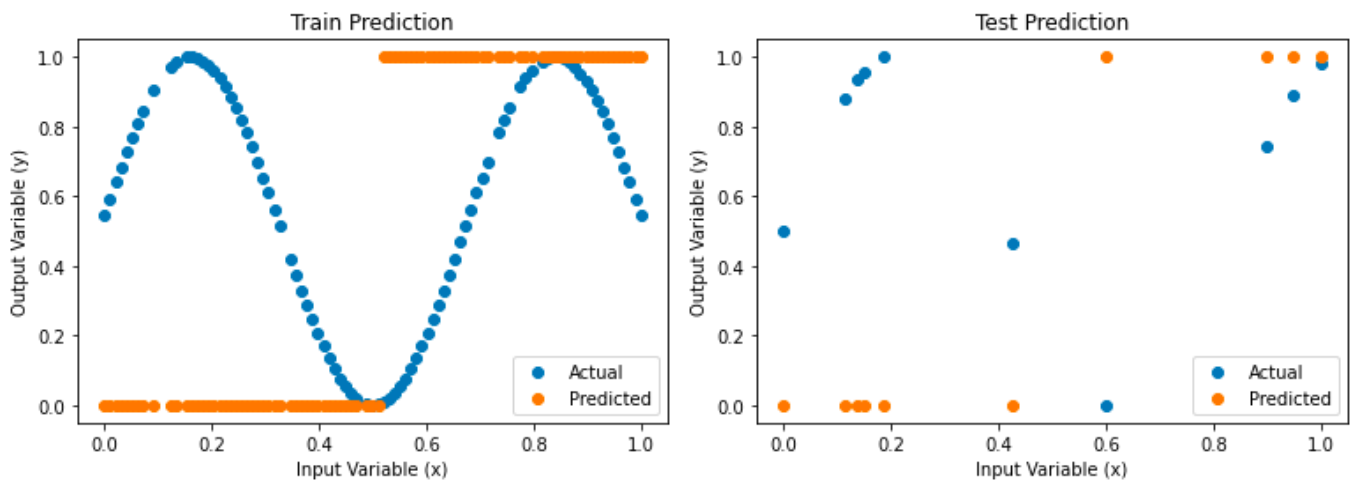 Train Prediction
Output Variable (y)
1.0
0.8
0.6
0.4
0.2
0.0
Actual
Predicted
0.0 0.2 0.4 0.6 0.8 1.0
Input Variable (x)
Test Prediction
Output Variable (y)
1.0
0.8
0.6
0.4
0.2
0.0
Actual
Predicted
0.0 0.2 0.4 0.6 0.8 1.0
Input Variable (x)